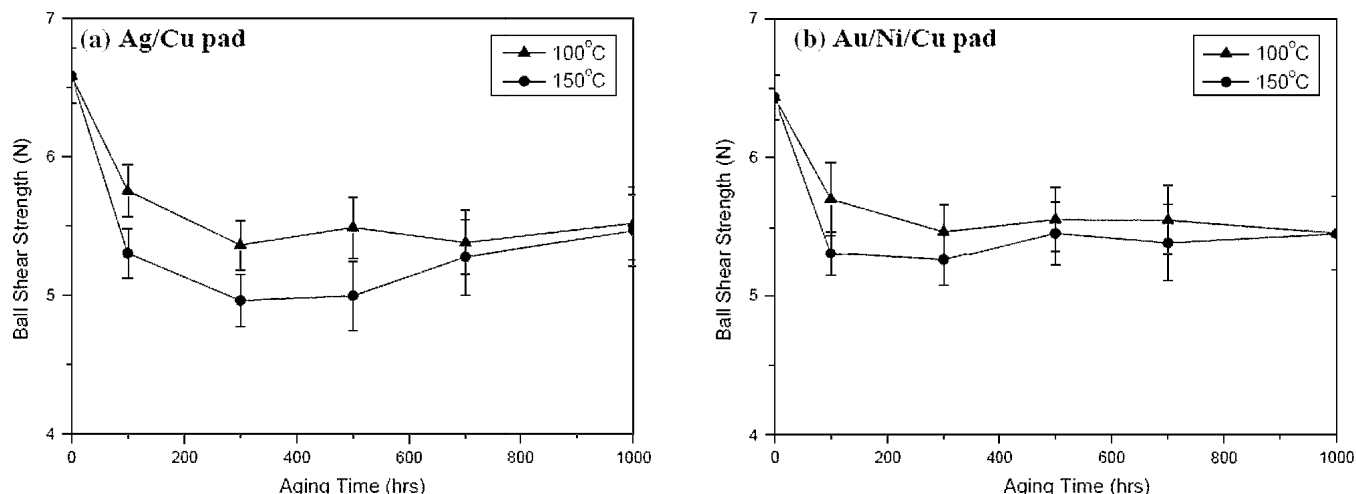 (a) Ag/Cu pad
100°C
150°C
7
6
5
4
Ball Shear Strength (N)
0
200
400
600
800
1000
Aging Time (hrs)
(b) Au/Ni/Cu pad
100°C
150°C
7
6
5
4
Ball Shear Strength (N)
0
200
400
600
800
1000
Aging Time (hrs)